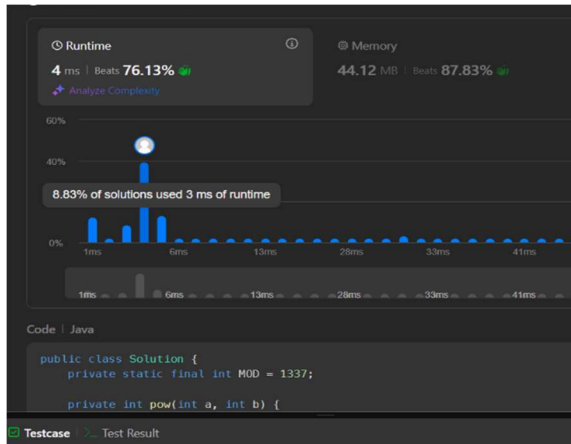 Runtime
Memory
4 ms | Beats 76.13%
44.12 MB | Beats 87.83%
Analyze Complexity
60%
40%
8.83% of solutions used 3 ms of runtime
0%
1ms 6ms 13ms 28ms 33ms 41ms
1ms 6ms 13ms 28ms 33ms 41ms
Code | Java
public class Solution {
private static final int MOD = 1337;
private int pow(int a, int b) {
Testcase | >_ Test Result